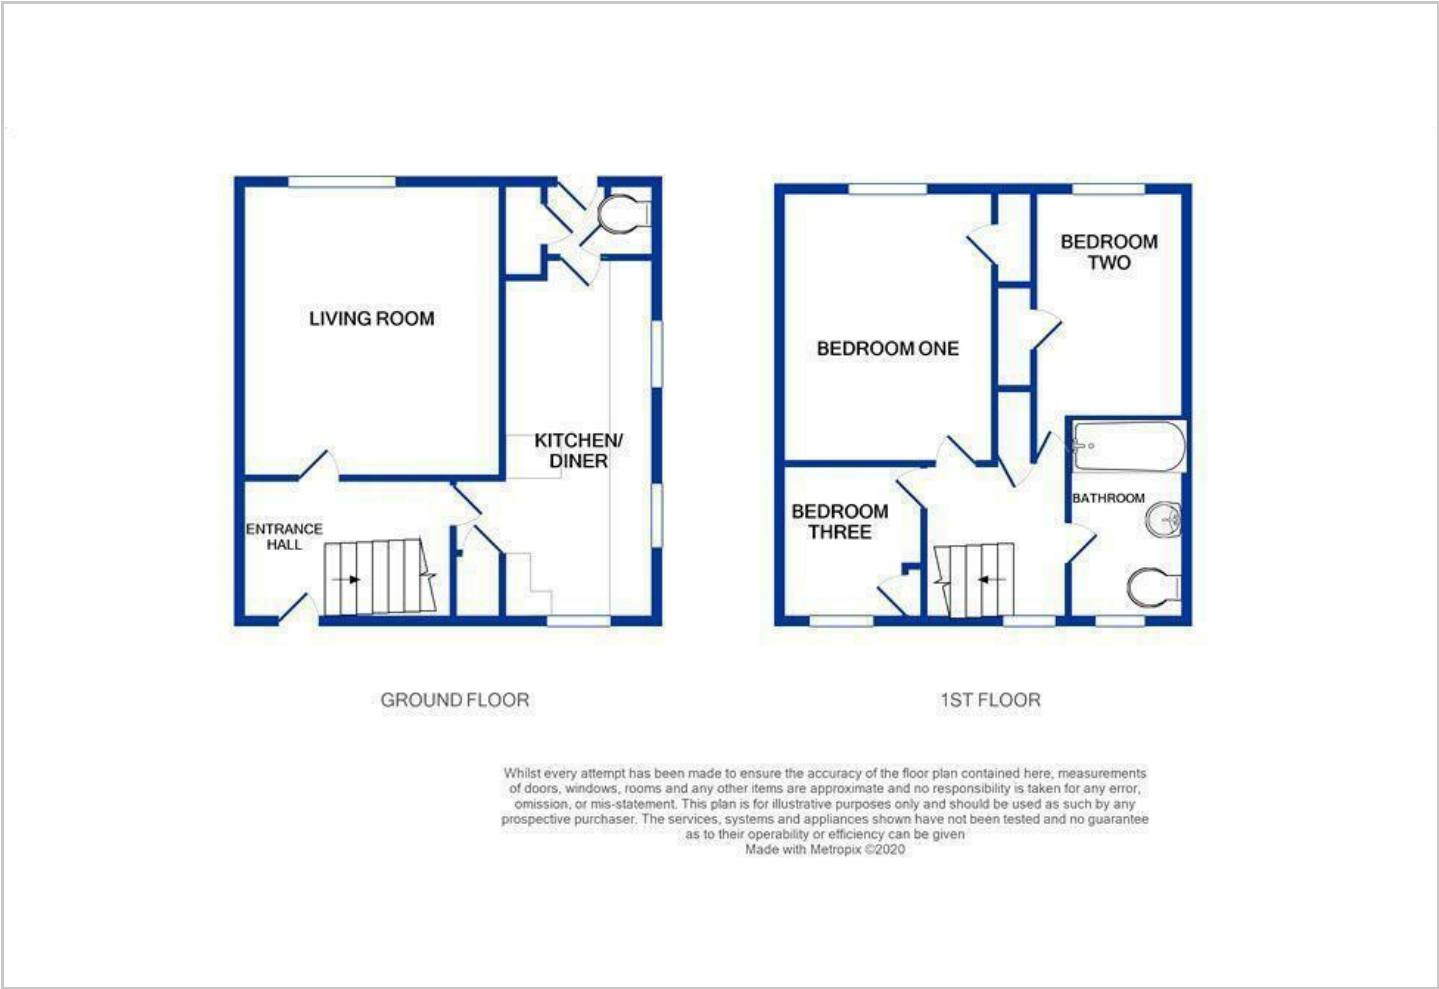 LIVING ROOM
KITCHEN/
DINER
ENTRANCE
HALL
BEDROOM
TWO
BEDROOM ONE
BEDROOM
THREE
BATHROOM
GROUND FLOOR
1ST FLOOR
Whilst every attempt has been made to ensure the accuracy of the floor plan contained here, measurements
of doors, windows, rooms and any other items are approximate and no responsibility is taken for any error,
omission, or mis-statement. This plan is for illustrative purposes only and should be used as such by any
prospective purchaser. The services, systems and appliances shown have not been tested and no guarantee
as to their operability or efficiency can be given
Made with Metropix ©2020